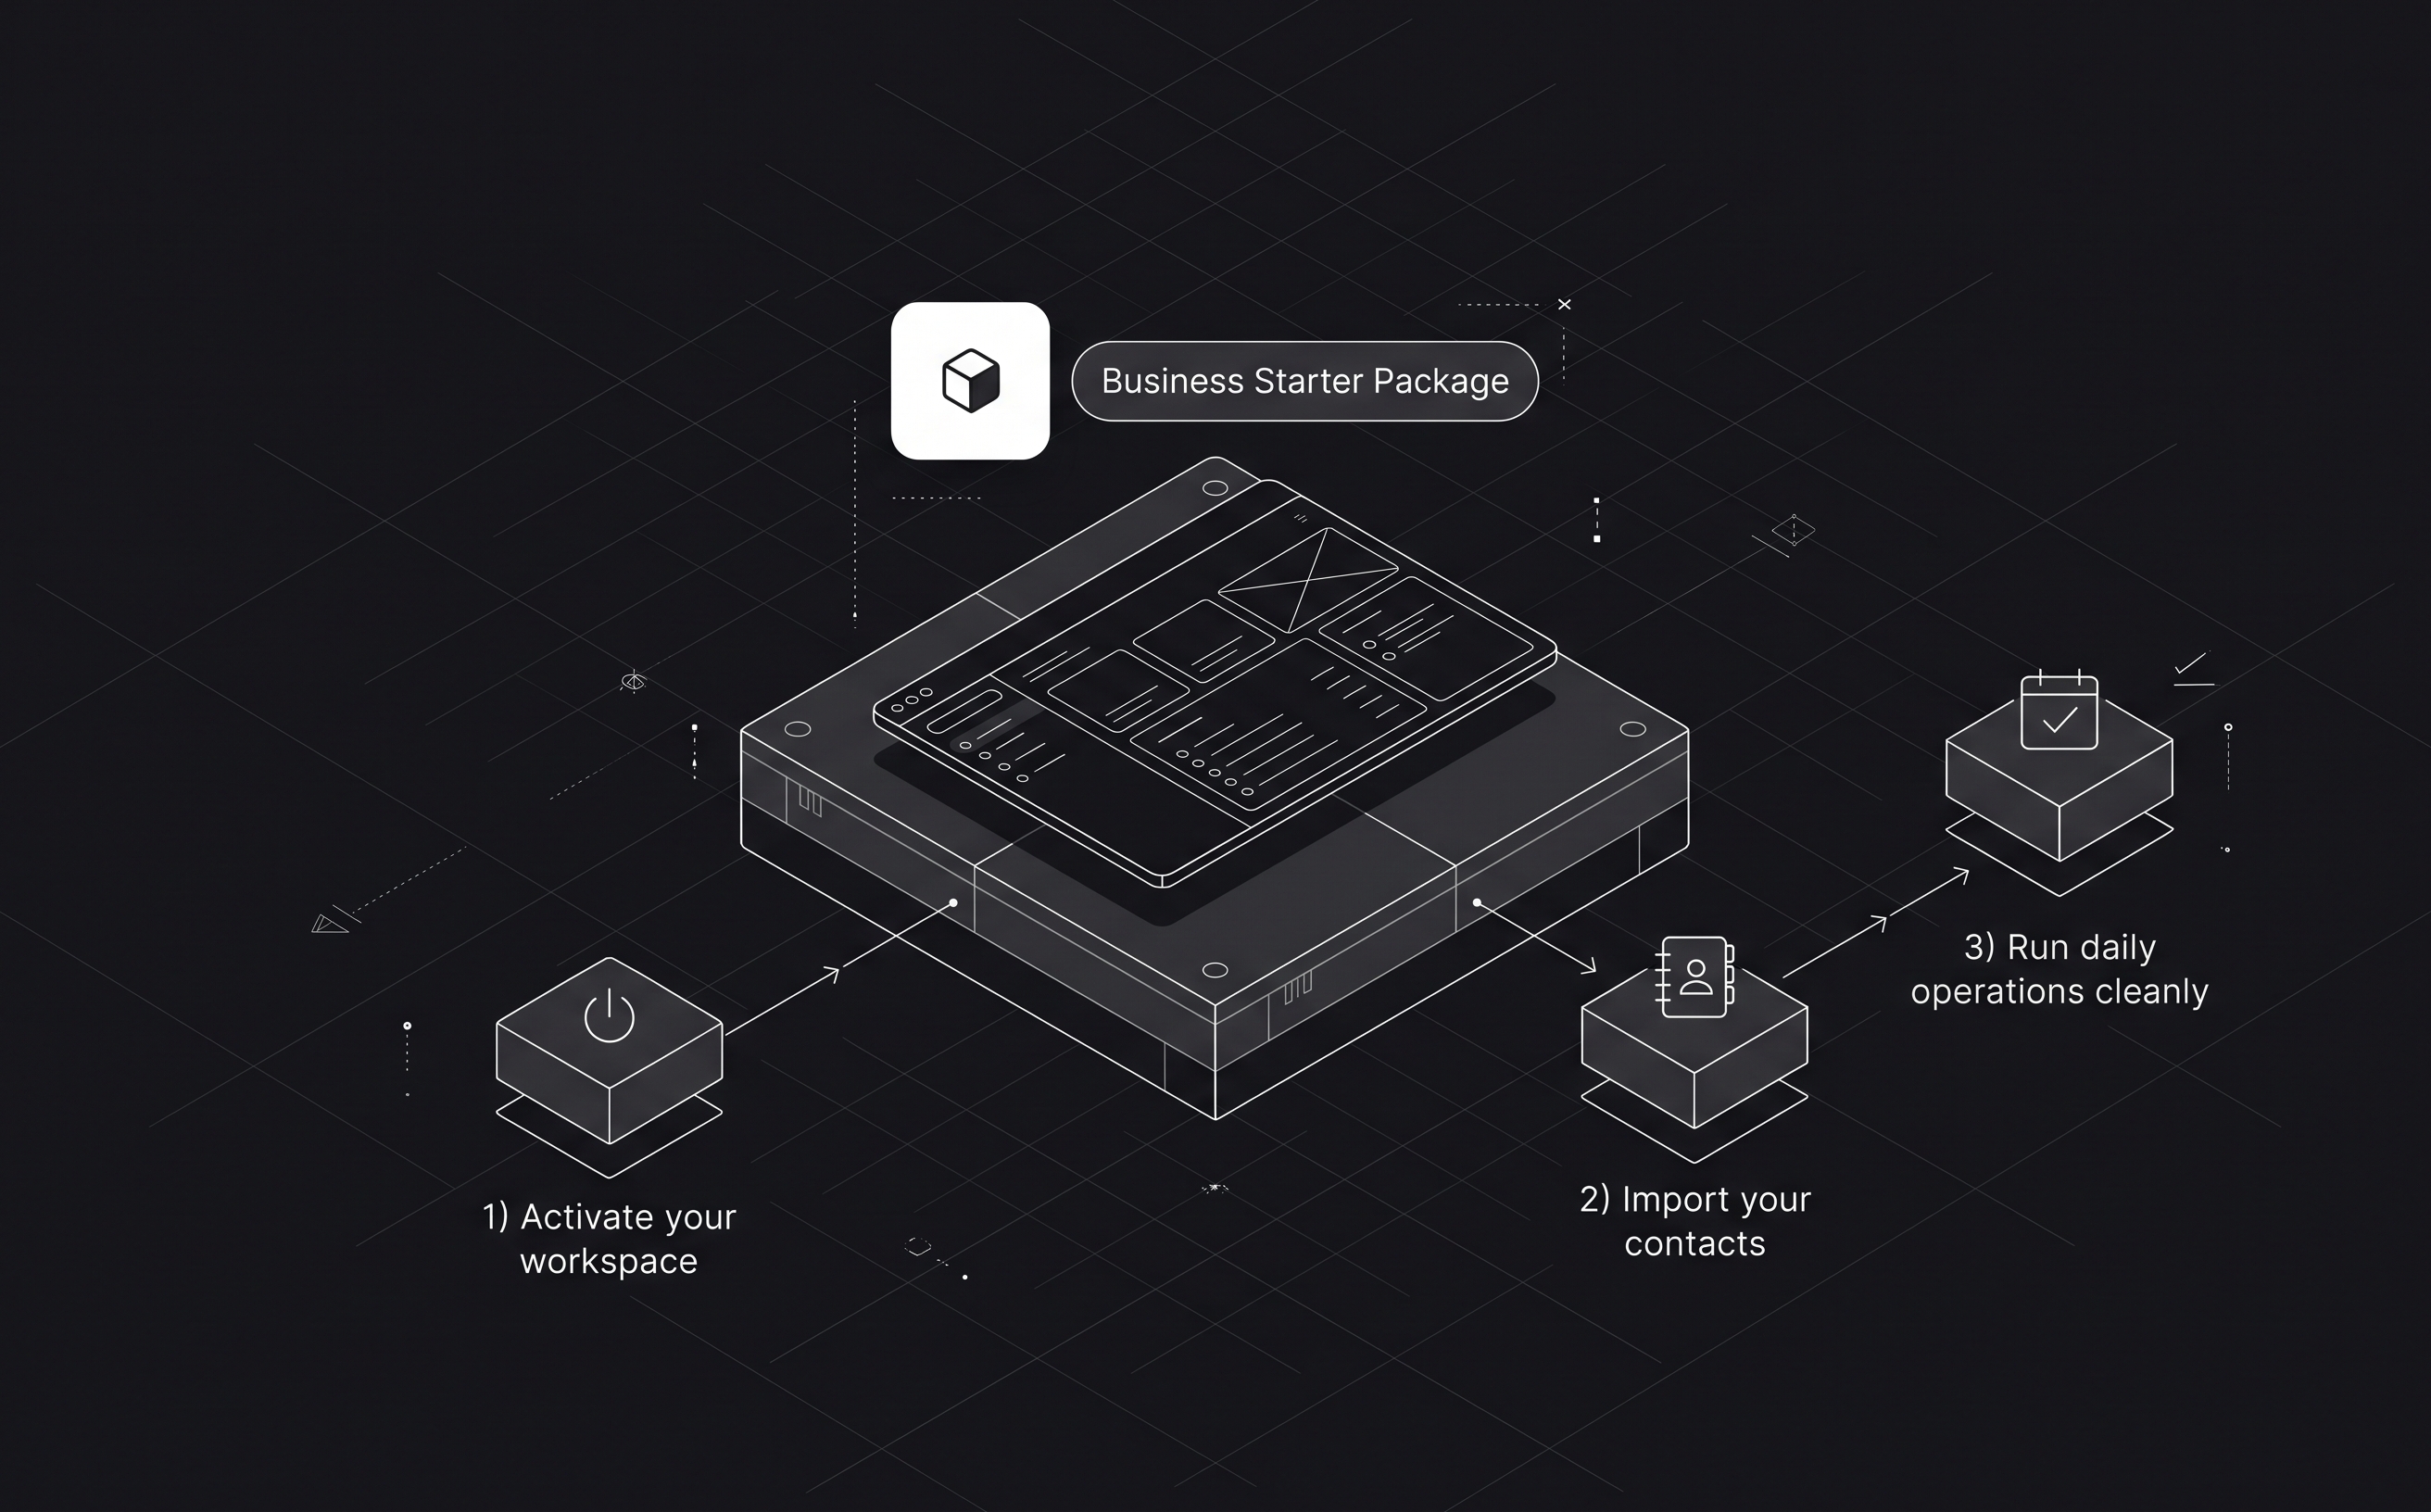 Business Starter Package
1) Activate your
workspace
2) Import your
contacts
3) Run daily
operations cleanly